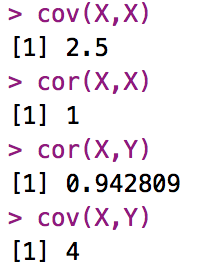 > cov(X,X)
[1] 2.5
> cor(X,X)
[1] 1
> cor(X,Y)
[1] 0.942809
> cov(X,Y)
[1] 4